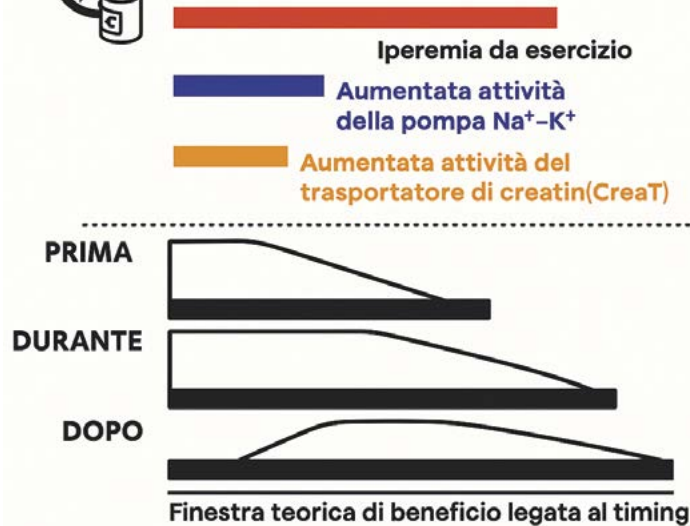 C
Iperemia da esercizio
Aumentata attività
della pompa Na⁺–K⁺
Aumentata attività del
trasportatore di creatin(CreaT)
PRIMA
DURANTE
DOPO
Finestra teorica di beneficio legata al timing